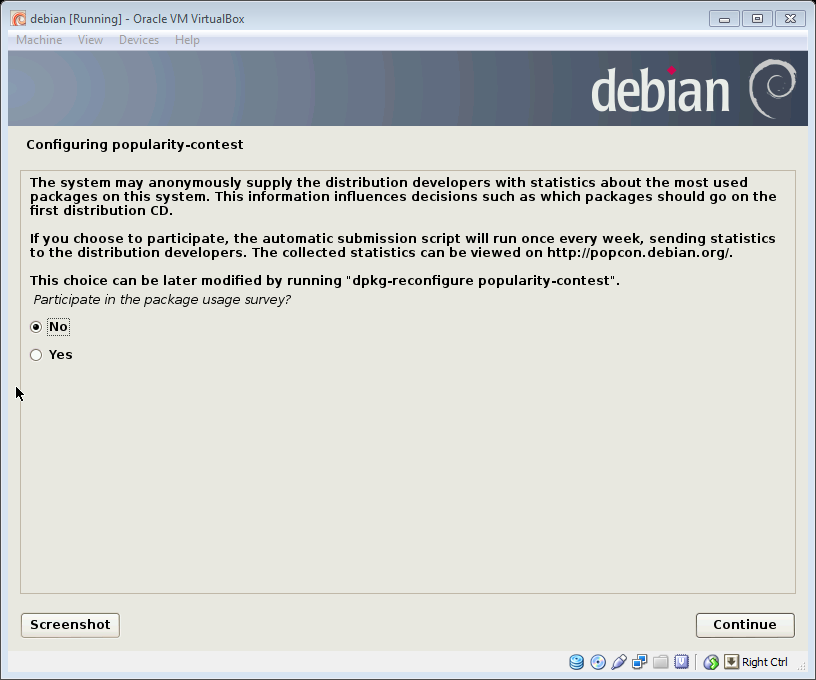 debian [Running] - Oracle VM VirtualBox
Machine View Devices Help
debian
Configuring popularity-contest
The system may anonymously supply the distribution developers with statistics about the most used
packages on this system. This information influences decisions such as which packages should go on the
first distribution CD.
If you choose to participate, the automatic submission script will run once every week, sending statistics
to the distribution developers. The collected statistics can be viewed on http://popcon.debian.org/.
This choice can be later modified by running "dpkg-reconfigure popularity-contest".
Participate in the package usage survey?
No
Yes
Screenshot Continue
Right Ctrl